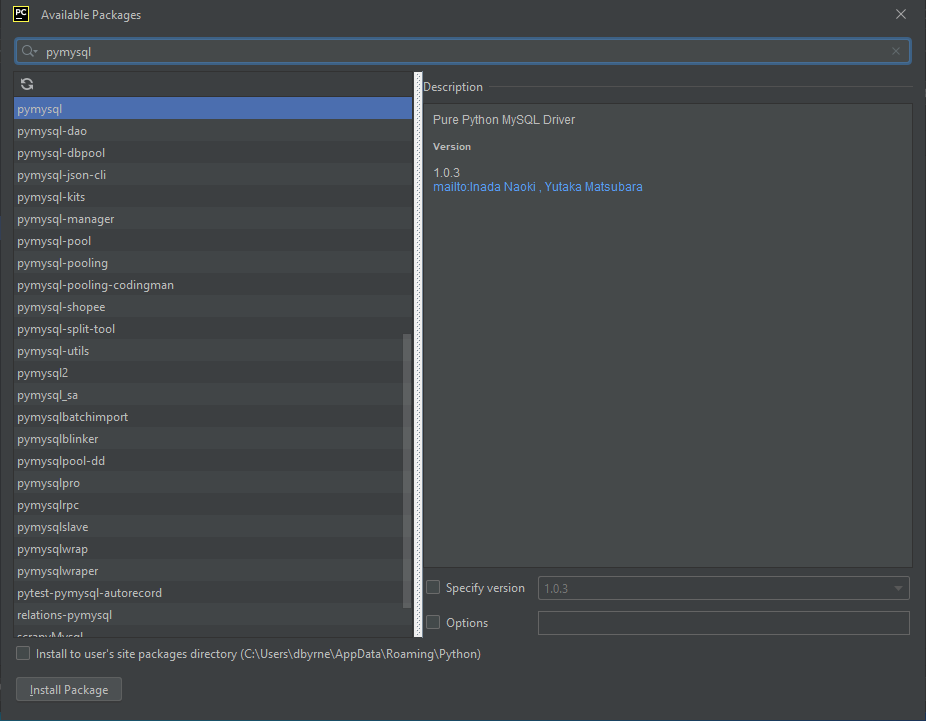 PC
Available Packages
pymysql
pymysql
pymysql-dao
pymysql-dbpool
pymysql-json-cli
pymysql-kits
pymysql-manager
pymysql-pool
pymysql-pooling
pymysql-pooling-codingman
pymysql-shopee
pymysql-split-tool
pymysql-utils
pymysql2
pymysql_sa
pymysqlbatchimport
pymysqlblinker
pymysqlpool-dd
pymysqlpro
pymysqlrpc
pymysqlslave
pymysqlwrap
pymysqlwraper
pytest-pymysql-autorecord
relations-pymysql
scrapyMysql
Description
Pure Python MySQL Driver
Version
1.0.3
mailto:Inada Naoki , Yutaka Matsubara
Specify version 1.0.3
Options
Install to user's site packages directory (C:\Users\dbyrne\AppData\Roaming\Python)
Install Package